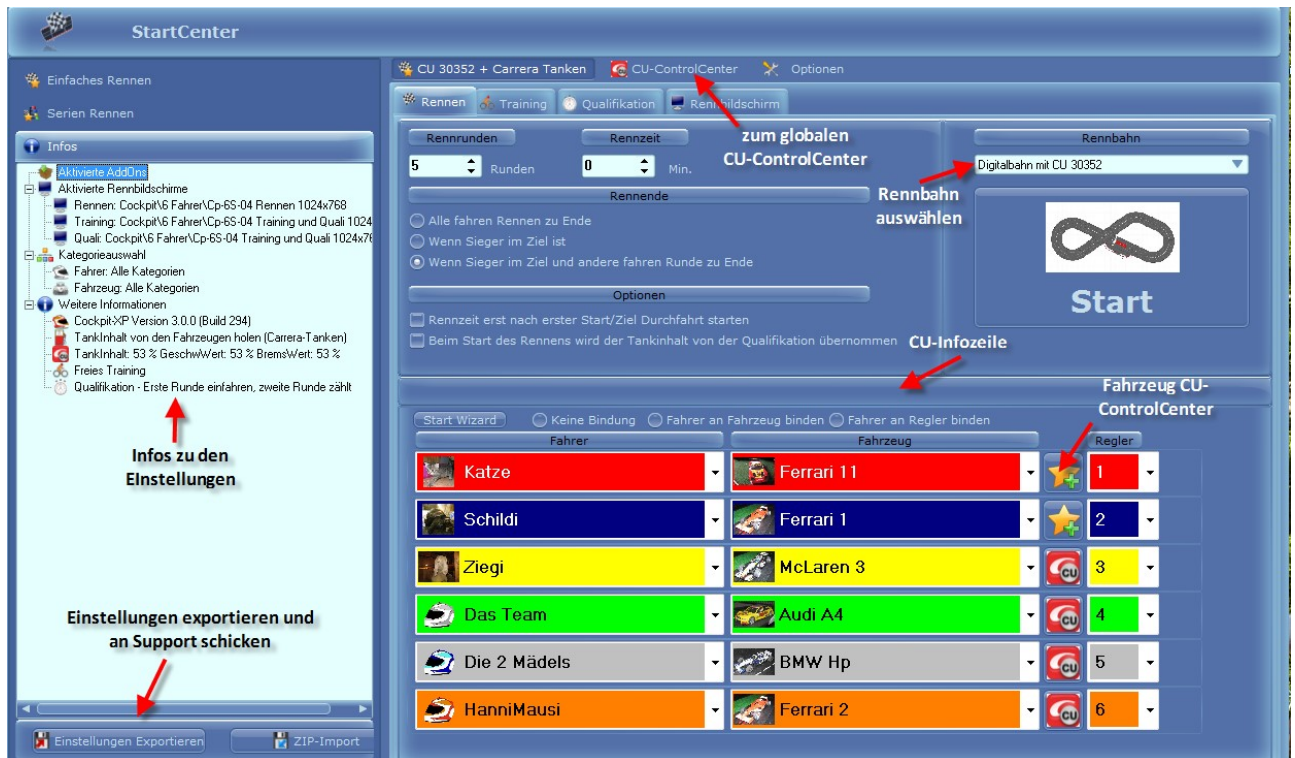 StartCenter
Einfaches Rennen
Serien Rennen
Infos
Aktivierte AddOns
Aktivierte Rennbildschirme
Rennen: Cockpit\6 Fahrer\Cp-6S-04 Rennen 1024x768
Training: Cockpit\6 Fahrer\Cp-6S-04 Training und Quali 1024
Quali: Cockpit\6 Fahrer\Cp-6S-04 Training und Quali 1024x76
Kategorieauswahl
Fahrer: Alle Kategorien
Fahrzeug: Alle Kategorien
Weitere Informationen
Cockpit-XP Version 3.0.0 (Build 294)
TankInhalt von den Fahrzeugen holen (Carrera-Tanken)
TankInhalt: 53 % GeschwWert: 53 % BremsWert: 53 %
Freies Training
Qualifikation - Erste Runde einfahren, zweite Runde zählt
Infos zu den
EInstellungen
Einstellungen exportieren und
an Support schicken
Einstellungen Exportieren
ZIP-Import
CU 30352 + Carrera Tanken
CU-ControlCenter
Optionen
Rennen
Training
Qualifikation
Rennbildschirm
zum globalen
CU-ControlCenter
Rennrunden
Rennzeit
5
Runden
0
Min.
Rennende
Alle fahren Rennen zu Ende
Wenn Sieger im Ziel ist
Wenn Sieger im Ziel und andere fahren Runde zu Ende
Optionen
Rennzeit erst nach erster Start/Ziel Durchfahrt starten
Beim Start des Rennens wird der Tankinhalt von der Qualifikation übernommen
Rennbahn
Digitalbahn mit CU 30352
Rennbahn
auswählen
Start
CU-Infozeile
Fahrzeug CU-
ControlCenter
Start Wizard
Keine Bindung
Fahrer an Fahrzeug binden
Fahrer an Regler binden
Fahrer
Fahrzeug
Regler
Katze
Ferrari 11
1
Schildi
Ferrari 1
2
Ziegi
McLaren 3
CU
3
Das Team
Audi A4
CU
4
Die 2 Mädels
BMW Hp
CU
5
HanniMausi
Ferrari 2
CU
6